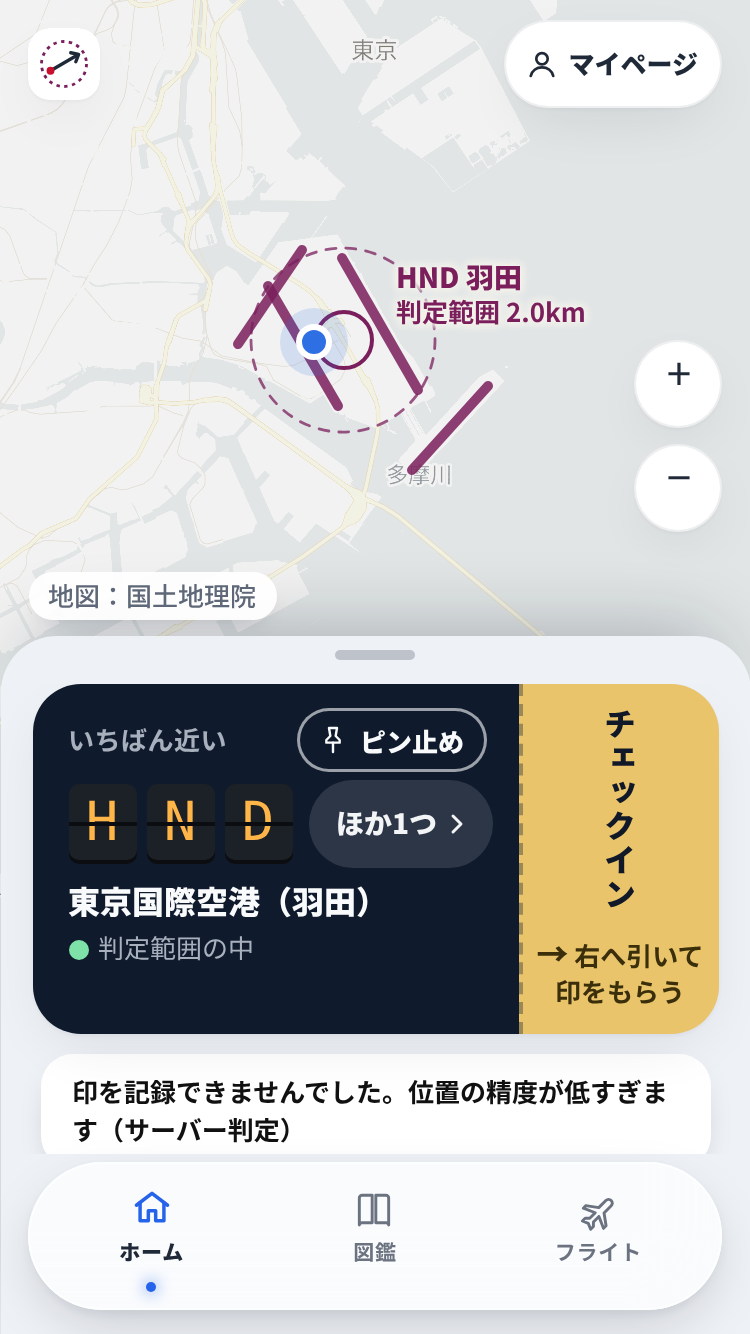 東京
マイページ
HND 羽田
判定範囲 2.0km
+
−
多摩川
地図：国土地理院
いちばん近い
ピン止め
HND
ほか1つ
東京国際空港（羽田）
判定範囲の中
チェックイン
→ 右へ引いて
印をもらう
印を記録できませんでした。位置の精度が低すぎま
す（サーバー判定）
ホーム
図鑑
フライト